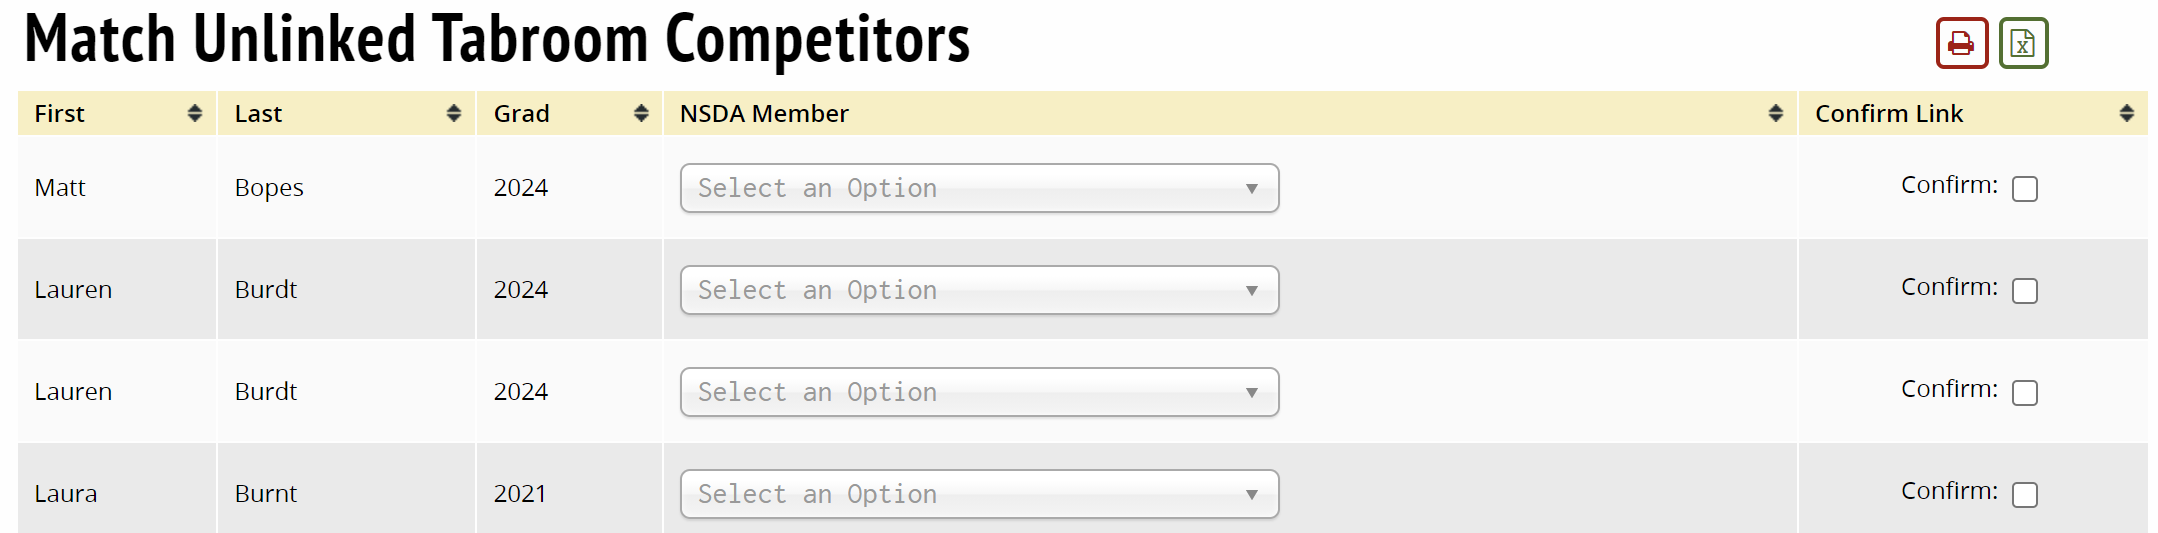 Match Unlinked Tabroom Competitors
First Last Grad NSDA Member Confirm Link
Matt Bopes 2024 Select an Option Confirm:
Lauren Burdt 2024 Select an Option Confirm:
Lauren Burdt 2024 Select an Option Confirm:
Laura Burnt 2021 Select an Option Confirm: